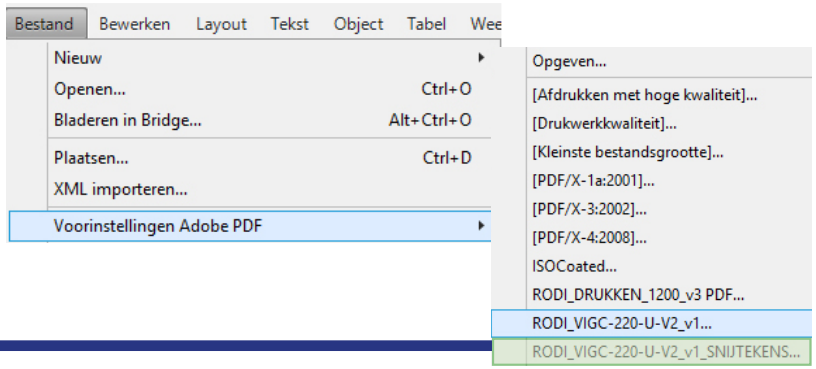 Bestand Bewerken Layout Tekst Object Tabel Wee
Nieuw
Openen... Ctrl+O
Bladeren in Bridge... Alt+Ctrl+O
Plaatsen... Ctrl+D
XML importeren...
Voorinstellingen Adobe PDF
Opgeven...
[Afdrukken met hoge kwaliteit]...
[Drukwerkkwaliteit]...
[Kleinste bestandsgrootte]...
[PDF/X-1a:2001]...
[PDF/X-3:2002]...
[PDF/X-4:2008]...
ISOCoated...
RODI_DRUKKEN_1200_v3 PDF...
RODI_VIGC-220-U-V2_v1...
RODI_VIGC-220-U-V2_v1_SNIJTEKENS...